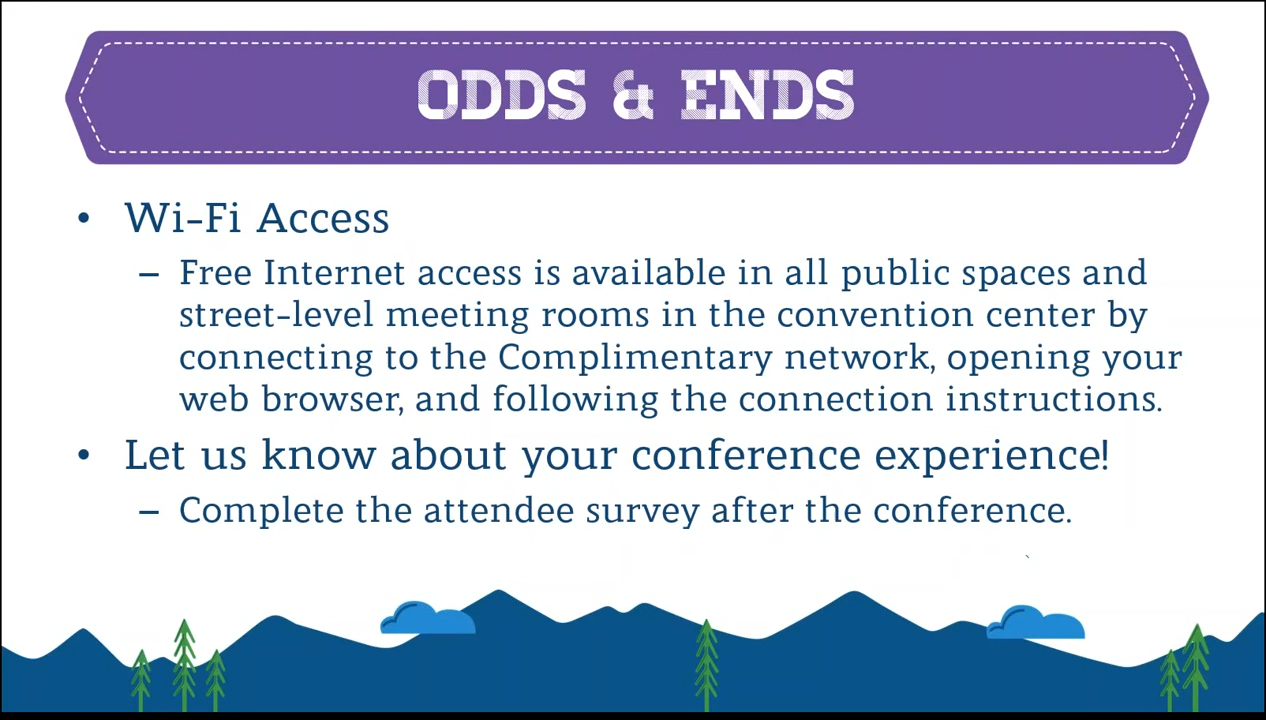 ODDS & ENDS
• Wi-Fi Access
– Free Internet access is available in all public spaces and
street-level meeting rooms in the convention center by
connecting to the Complimentary network, opening your
web browser, and following the connection instructions.
• Let us know about your conference experience!
– Complete the attendee survey after the conference.